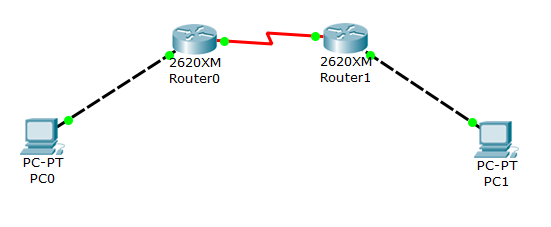 2620XM
Router0
2620XM
Router1
PC-PT
PC0
PC-PT
PC1